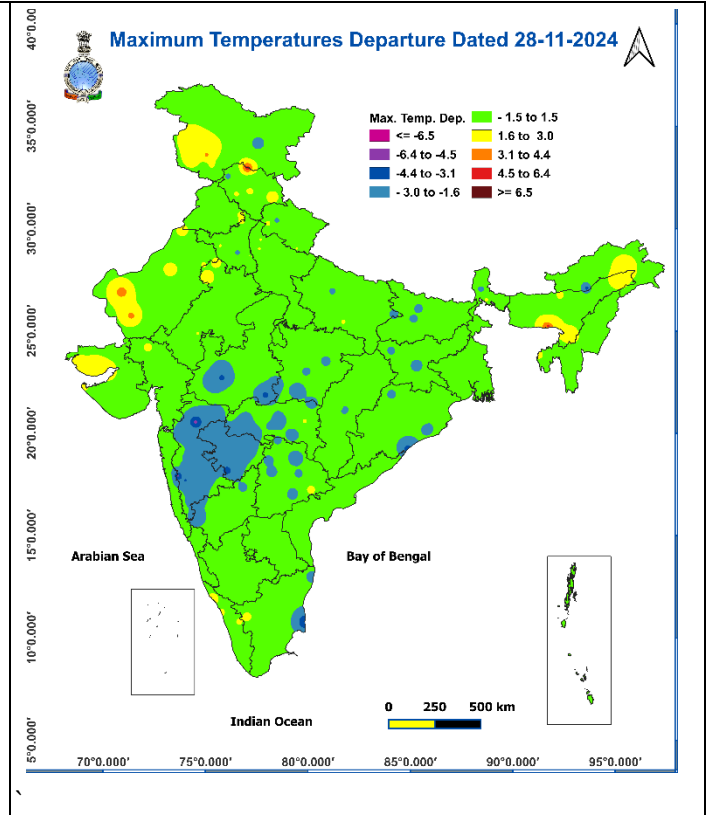 Maximum Temperatures Departure Dated 28-11-2024
Max. Temp. Dep.
<= -6.5
-6.4 to -4.5
-4.4 to -3.1
- 3.0 to -1.6
- 1.5 to 1.5
1.6 to 3.0
3.1 to 4.4
4.5 to 6.4
>= 6.5
40°0.000'
35°0.000'
30°0.000'
25°0.000'
20°0.000'
15°0.000'
10°0.000'
5°0.000'
Arabian Sea
Bay of Bengal
Indian Ocean
0 250 500 km
70°0.000' 75°0.000' 80°0.000' 85°0.000' 90°0.000' 95°0.000'
`